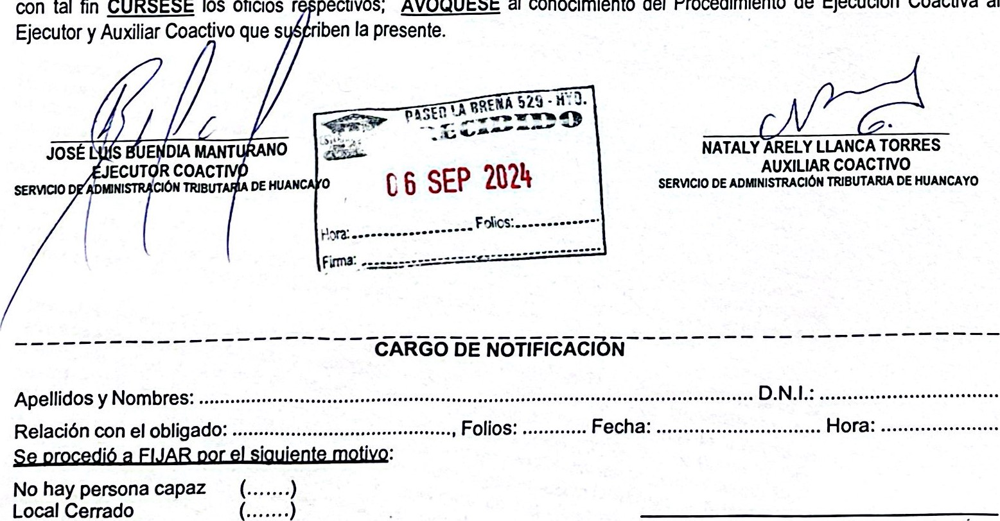 con tal fin CÚRSESE los oficios respectivos; AVÓQUESE al conocimiento del Procedimiento de Ejecución Coactiva al
Ejecutor y Auxiliar Coactivo que suscriben la presente.
JOSÉ LUIS BUENDIA MANTURANO
EJECUTOR COACTIVO
SERVICIO DE ADMINISTRACIÓN TRIBUTARIA DE HUANCAYO
PASEO LA BREÑA 529 - HYO.
RECIBIDO
06 SEP 2024
Hora:.......................... Folios:..................
Firma: ..................................................
NATALY ARELY LLANCA TORRES
AUXILIAR COACTIVO
SERVICIO DE ADMINISTRACIÓN TRIBUTARIA DE HUANCAYO
CARGO DE NOTIFICACIÓN
Apellidos y Nombres: .................................................................................................. D.N.I.: ................................
Relación con el obligado: ......................................., Folios: ........... Fecha: ............................. Hora: .....................
Se procedió a FIJAR por el siguiente motivo:
No hay persona capaz (.......)
Local Cerrado (.......)